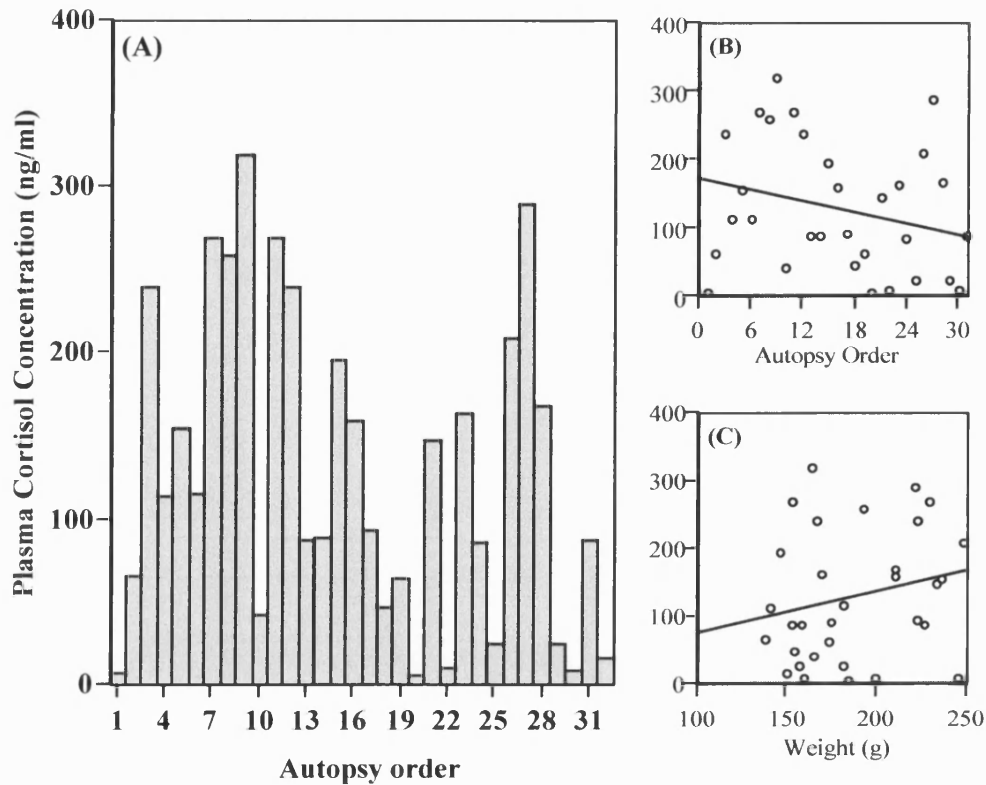 (A)
Plasma Cortisol Concentration (ng/ml)
400
300
200
100
0
1 4 7 10 13 16 19 22 25 28 31
Autopsy order
(B)
400
300
200
100
0
0 6 12 18 24 30
Autopsy Order
(C)
400
300
200
100
0
100 150 200 250
Weight (g)